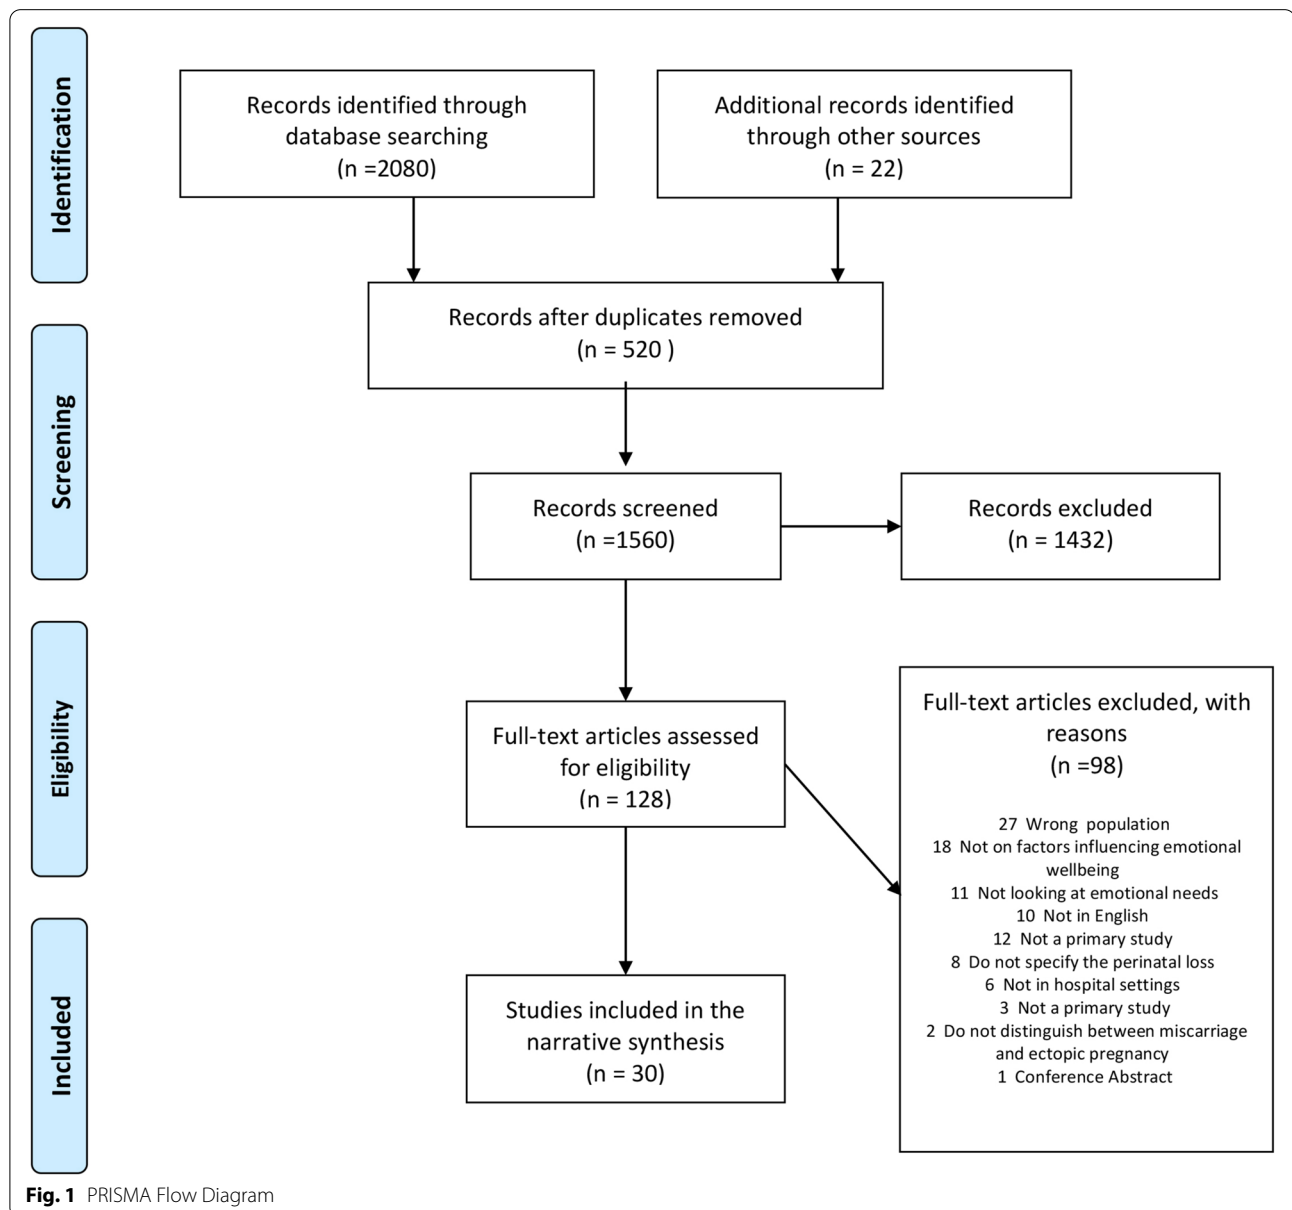 Identification
Records identified through
database searching
(n =2080)
Additional records identified
through other sources
(n = 22)
Records after duplicates removed
(n = 520 )
Screening
Records screened
(n =1560)
Records excluded
(n = 1432)
Eligibility
Full-text articles assessed
for eligibility
(n = 128)
Full-text articles excluded, with
reasons
(n =98)
27 Wrong population
18 Not on factors influencing emotional
wellbeing
11 Not looking at emotional needs
10 Not in English
12 Not a primary study
8 Do not specify the perinatal loss
6 Not in hospital settings
3 Not a primary study
2 Do not distinguish between miscarriage
and ectopic pregnancy
1 Conference Abstract
Included
Studies included in the
narrative synthesis
(n = 30)
Fig. 1 PRISMA Flow Diagram